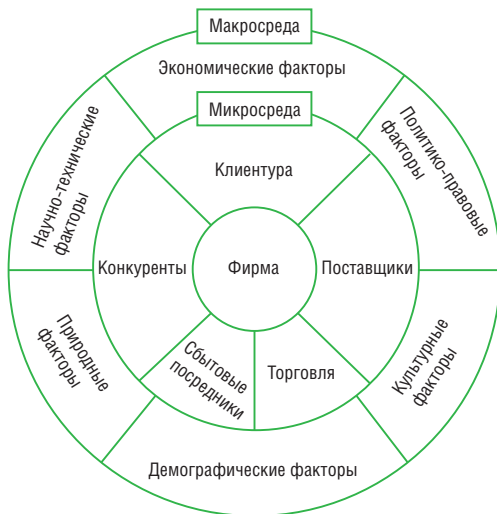 Макросреда
Экономические факторы
Микросреда
Научно-технические
факторы
Политико-правовые
факторы
Клиентура
Конкуренты
Фирма
Поставщики
Сбытовые
посредники
Торговля
Природные
факторы
Культурные
факторы
Демографические факторы